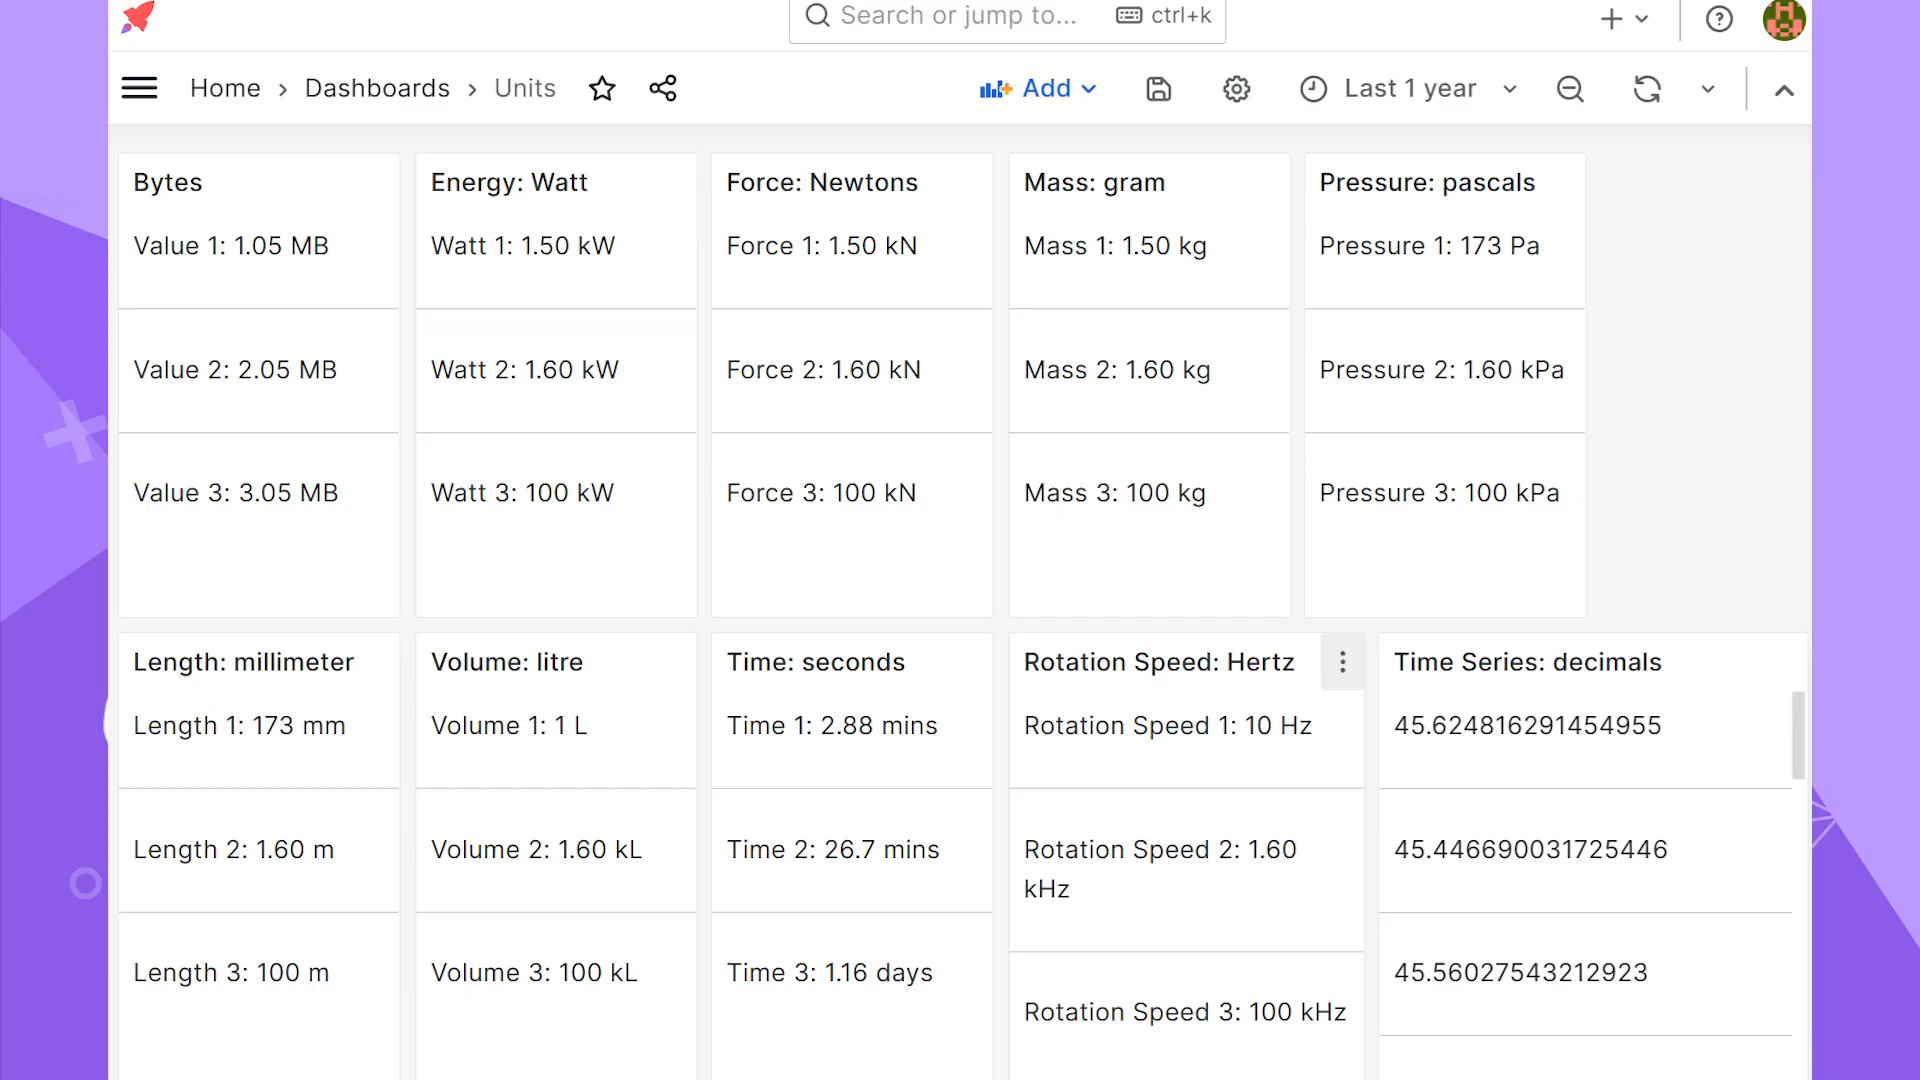 Search or jump to... ctrl+k
Home › Dashboards › Units
Add
Last 1 year
Bytes
Value 1: 1.05 MB
Value 2: 2.05 MB
Value 3: 3.05 MB
Energy: Watt
Watt 1: 1.50 kW
Watt 2: 1.60 kW
Watt 3: 100 kW
Force: Newtons
Force 1: 1.50 kN
Force 2: 1.60 kN
Force 3: 100 kN
Mass: gram
Mass 1: 1.50 kg
Mass 2: 1.60 kg
Mass 3: 100 kg
Pressure: pascals
Pressure 1: 173 Pa
Pressure 2: 1.60 kPa
Pressure 3: 100 kPa
Length: millimeter
Length 1: 173 mm
Length 2: 1.60 m
Length 3: 100 m
Volume: litre
Volume 1: 1 L
Volume 2: 1.60 kL
Volume 3: 100 kL
Time: seconds
Time 1: 2.88 mins
Time 2: 26.7 mins
Time 3: 1.16 days
Rotation Speed: Hertz
Rotation Speed 1: 10 Hz
Rotation Speed 2: 1.60
kHz
Rotation Speed 3: 100 kHz
Time Series: decimals
45.624816291454955
45.446690031725446
45.56027543212923